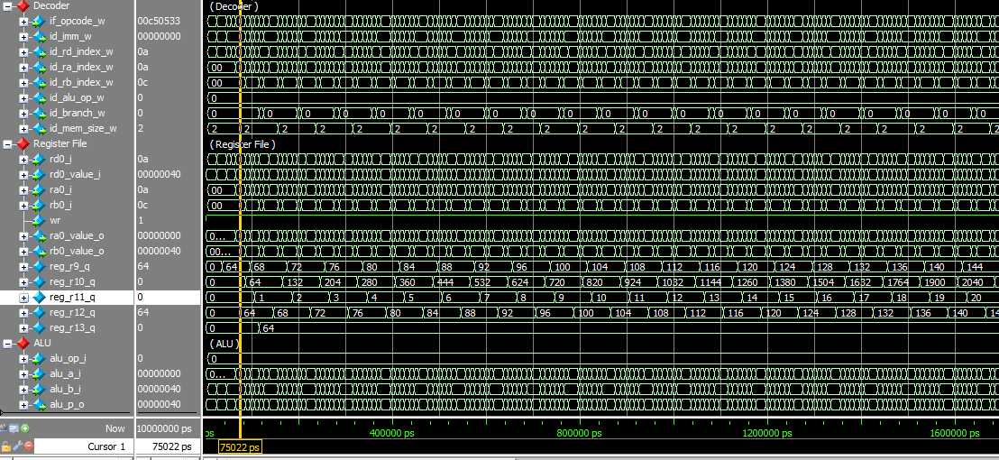 Decoder (Decoder)
if_opcode_w 00c50533
id_imm_w 00000000
id_rd_index_w 0a
id_ra_index_w 0a 00
id_rb_index_w 0c 00
id_alu_op_w 0 0
id_branch_w 0 0 0 0 0 0 0 0 0 0 0 0 0 0 0 0 0 0 0 0 0 0
id_mem_size_w 2 2 2 2 2 2 2 2 2 2 2 2 2 2 2 2 2 2 2 2 2 2
Register File (Register File)
rd0_i 0a
rd0_value_i 00000040
ra0_i 0a 00
rb0_i 0c 00
wr 1
ra0_value_o 00000000 0...
rb0_value_o 00000040 00...
reg_r9_q 64 0 64 68 72 76 80 84 88 92 96 100 104 108 112 116 120 124 128 132 136 140 144
reg_r10_q 0 0 64 132 204 280 360 444 532 624 720 820 924 1032 1144 1260 1380 1504 1632 1764 1900 2040
reg_r11_q 0 0 1 2 3 4 5 6 7 8 9 10 11 12 13 14 15 16 17 18 19 20
reg_r12_q 64 0 64 68 72 76 80 84 88 92 96 100 104 108 112 116 120 124 128 132 136 140
reg_r13_q 0 0 64
ALU (ALU)
alu_op_i 0 0
alu_a_i 00000000 0...
alu_b_i 00000040
alu_p_o 00000040
Now 10000000 ps ps 400000 ps 800000 ps 1200000 ps 1600000 ps
Cursor 1 75022 ps 75022 ps